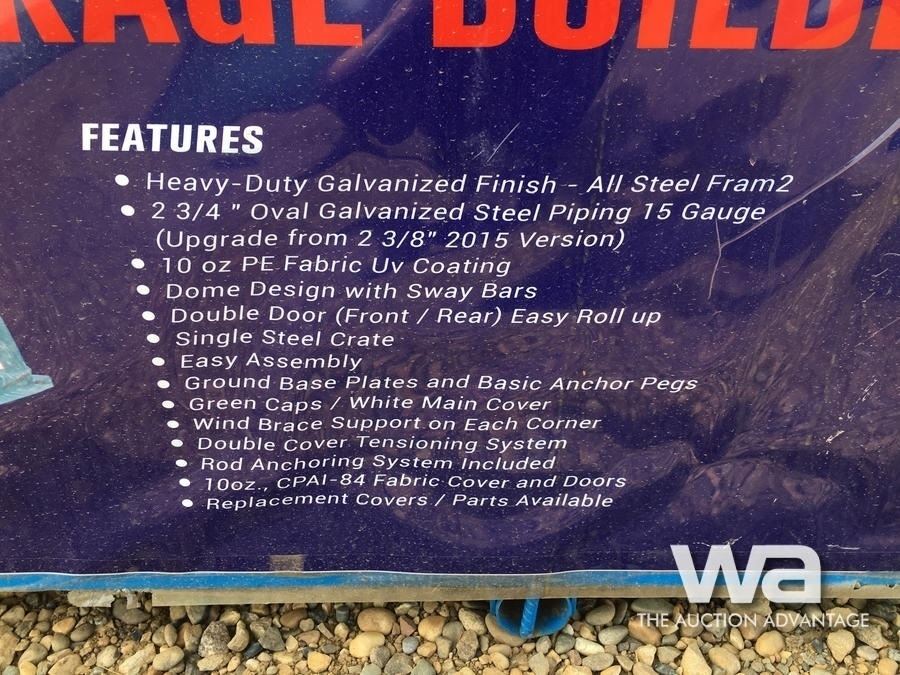 FEATURES
• Heavy-Duty Galvanized Finish - All Steel Fram2
• 2 3/4 " Oval Galvanized Steel Piping 15 Gauge
(Upgrade from 2 3/8" 2015 Version)
• 10 oz PE Fabric Uv Coating
• Dome Design with Sway Bars
• Double Door (Front / Rear) Easy Roll up
• Single Steel Crate
• Easy Assembly
• Ground Base Plates and Basic Anchor Pegs
• Green Caps / White Main Cover
• Wind Brace Support on Each Corner
• Double Cover Tensioning System
• Rod Anchoring System Included
• 10oz., CPAI-84 Fabric Cover and Doors
• Replacement Covers / Parts Available
wa
THE AUCTION ADVANTAGE